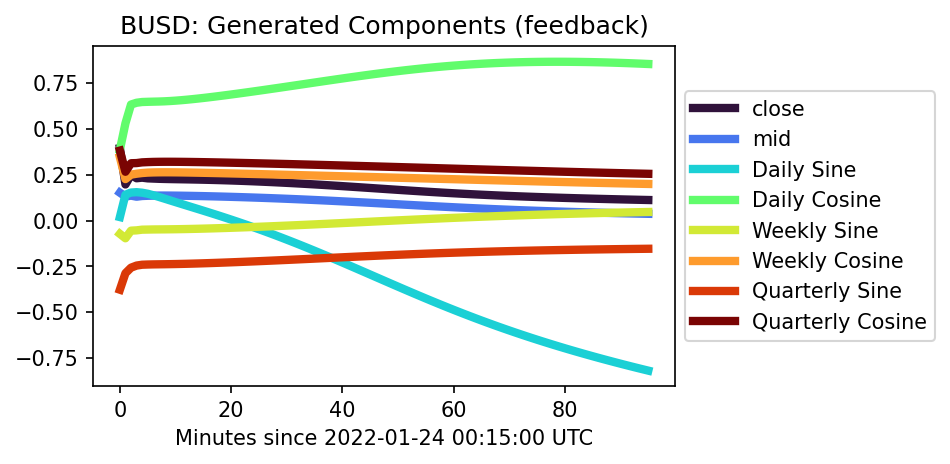 BUSD: Generated Components (feedback)
0.75
0.50
0.25
0.00
−0.25
−0.50
−0.75
0 20 40 60 80
Minutes since 2022-01-24 00:15:00 UTC
close
mid
Daily Sine
Daily Cosine
Weekly Sine
Weekly Cosine
Quarterly Sine
Quarterly Cosine